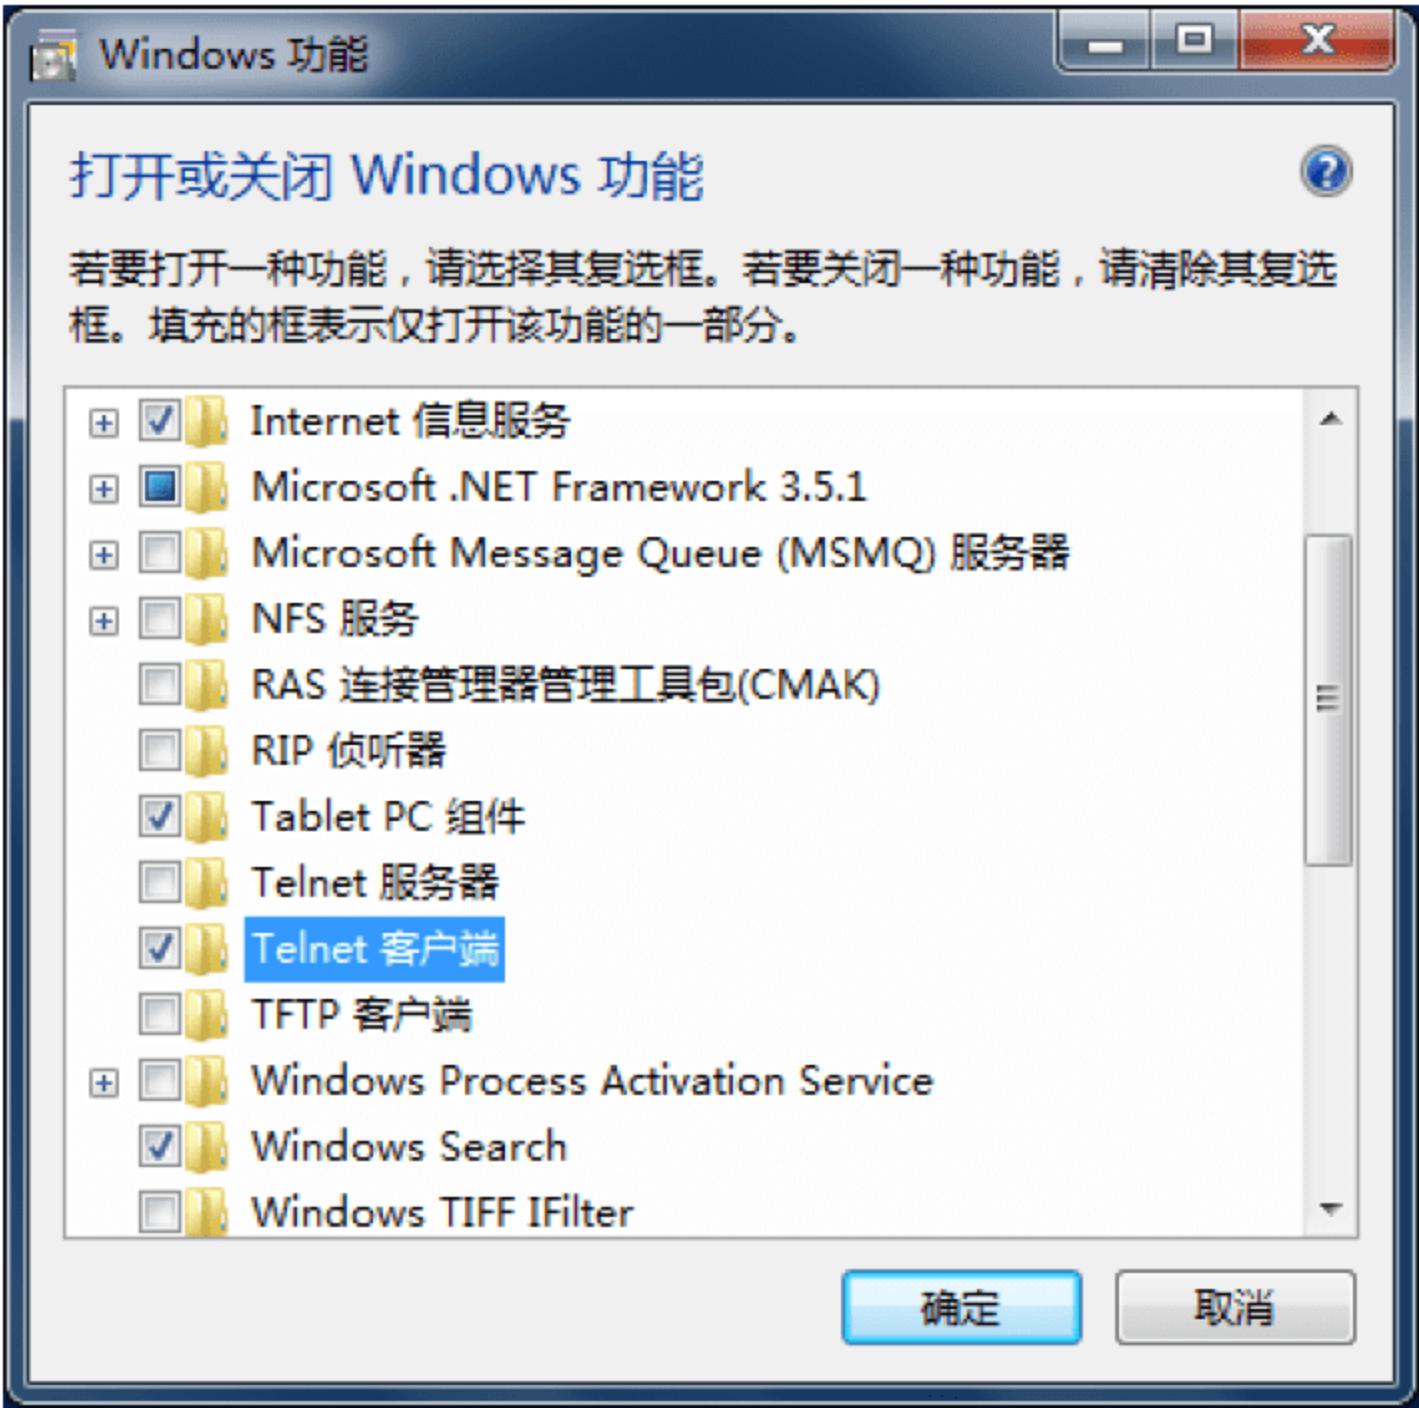 Windows 功能
打开或关闭 Windows 功能
若要打开一种功能，请选择其复选框。若要关闭一种功能，请清除其复选
框。填充的框表示仅打开该功能的一部分。
Internet 信息服务
Microsoft .NET Framework 3.5.1
Microsoft Message Queue (MSMQ) 服务器
NFS 服务
RAS 连接管理器管理工具包(CMAK)
RIP 侦听器
Tablet PC 组件
Telnet 服务器
Telnet 客户端
TFTP 客户端
Windows Process Activation Service
Windows Search
Windows TIFF IFilter
确定 取消